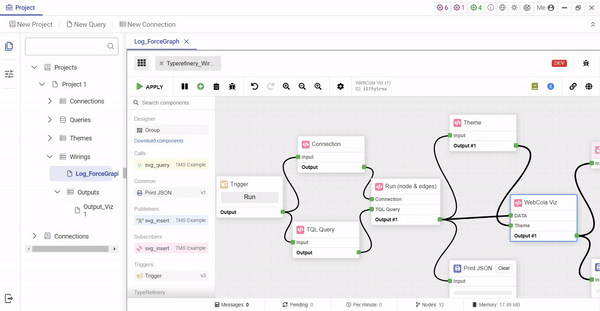 Project
6 1 4 Me
New Project New Query New Connection
Log_ForceGraph
Projects
Project 1
Connections
Queries
Themes
Wirings
Log_ForceGrapl
Outputs
Output_Viz
1
Connections
Typerefinery_Wir...
DEV
APPLY
WebCola Viz (1)
Search components
Designer
Group
Download components
Calls
svg_query TMS Example
Common
Print JSON v1
Publishers
svg_insert TMS Example
Subscribers
svg_insert TMS Example
Triggers
Trigger v3
TypeRefinery
Trigger
Run
Output
Connection
Input
Output
TQL Query
Input
Output
Run (node & edges)
Connection
TQL Query
Output #1
Theme
Input
Output #1
WebCola Viz
DATA
Theme
Output #1
Print JSON Clear
Input
Messages: 0 Pending: 0 Per minute: 0 Nodes: 12 Memory: 17.49 MB